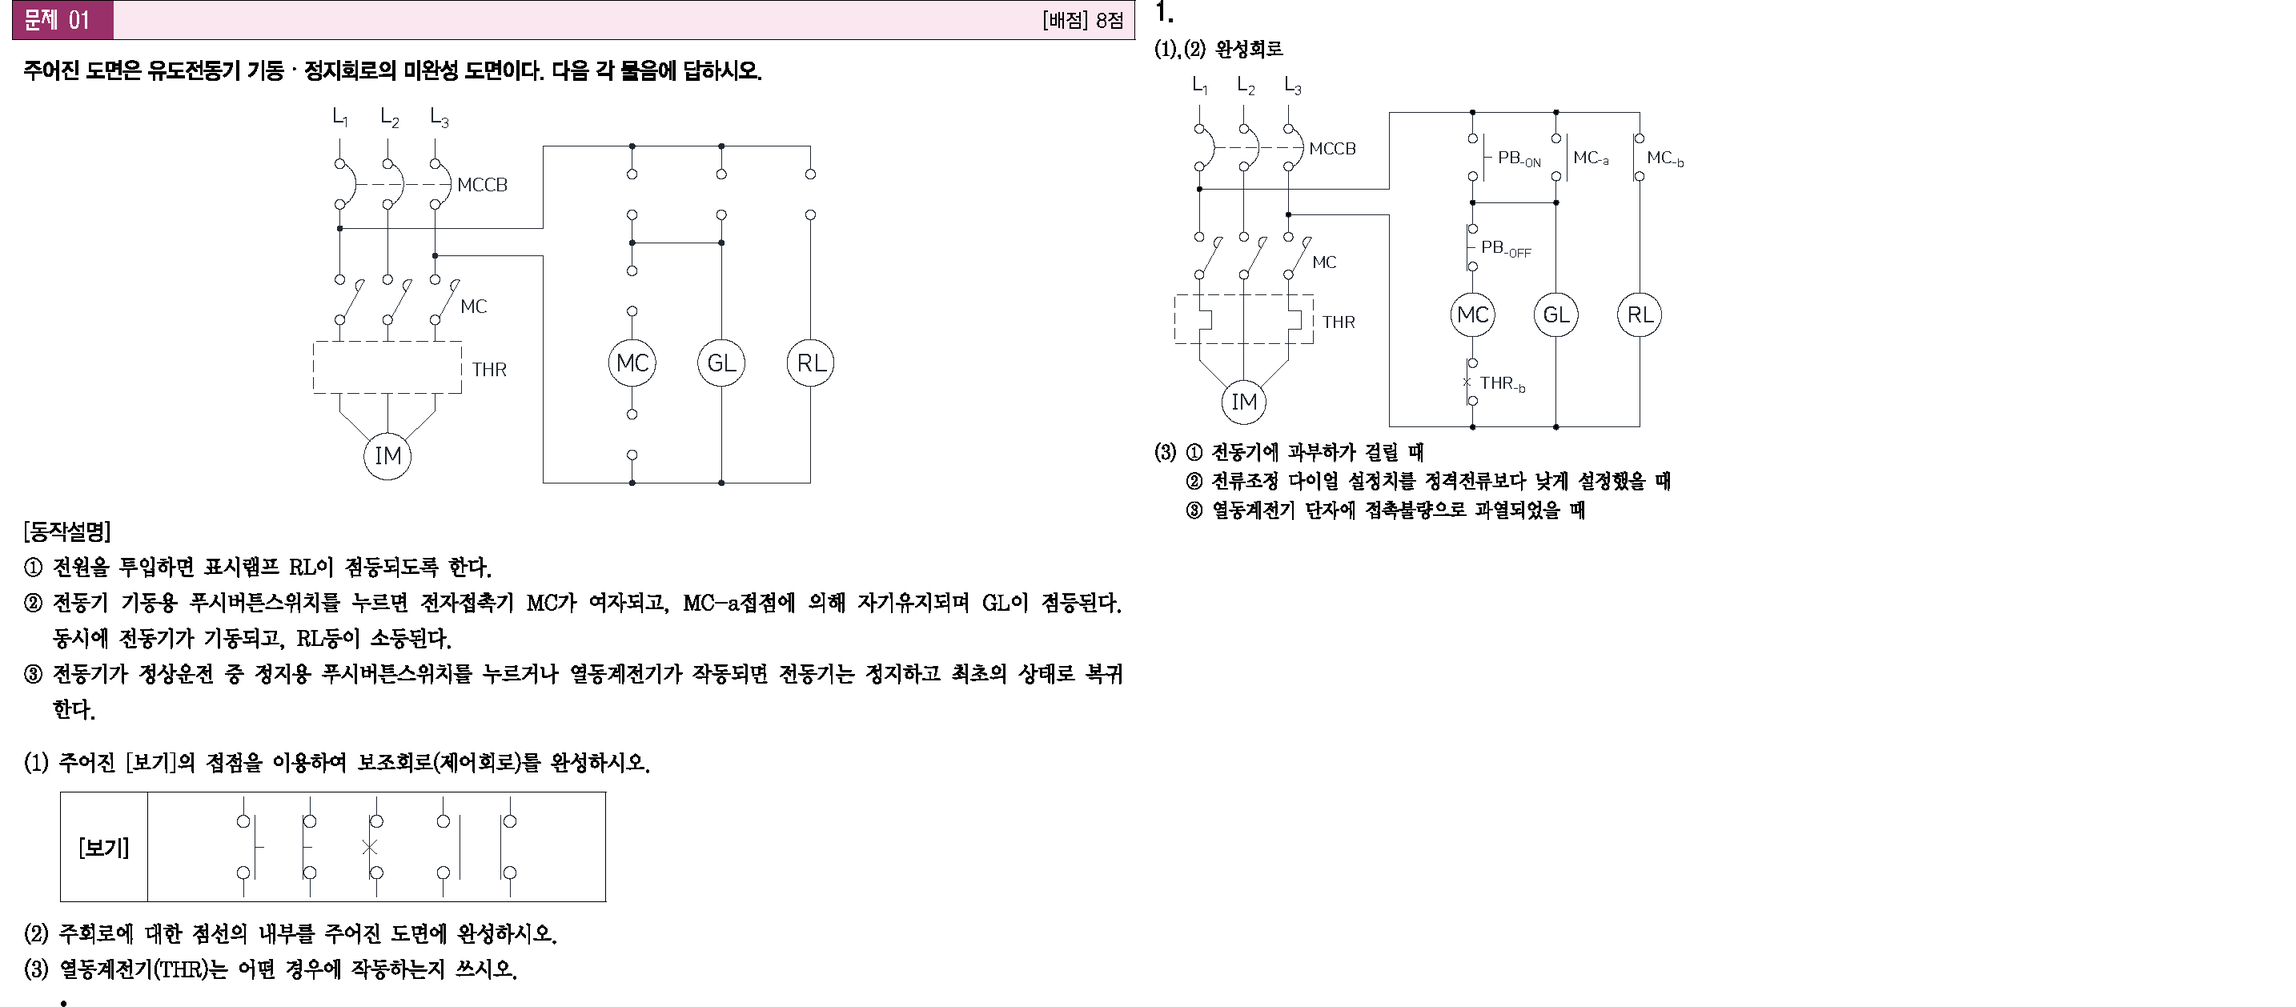 문제 01
[배점] 8점
주어진 도면은 유도전동기 기동·정지회로의 미완성 도면이다. 다음 각 물음에 답하시오.
L1 L2 L3
MCCB
MC
THR
IM
MC GL RL
[동작설명]
① 전원을 투입하면 표시램프 RL이 점등되도록 한다.
② 전동기 기동용 푸시버튼스위치를 누르면 전자접촉기 MC가 여자되고, MC-a접점에 의해 자기유지되며 GL이 점등된다.
동시에 전동기가 기동되고, RL등이 소등된다.
③ 전동기가 정상운전 중 정지용 푸시버튼스위치를 누르거나 열동계전기가 작동되면 전동기는 정지하고 최초의 상태로 복귀
한다.
(1) 주어진 [보기]의 접점을 이용하여 보조회로(제어회로)를 완성하시오.
[보기]
(2) 주회로에 대한 점선의 내부를 주어진 도면에 완성하시오.
(3) 열동계전기(THR)는 어떤 경우에 작동하는지 쓰시오.
•
1.
(1),(2) 완성회로
L1 L2 L3
MCCB
MC
THR
IM
PB-ON MC-a MC-b
PB-OFF
MC GL RL
THR-b
(3) ① 전동기에 과부하가 걸릴 때
② 전류조정 다이얼 설정치를 정격전류보다 낮게 설정했을 때
③ 열동계전기 단자에 접촉불량으로 과열되었을 때